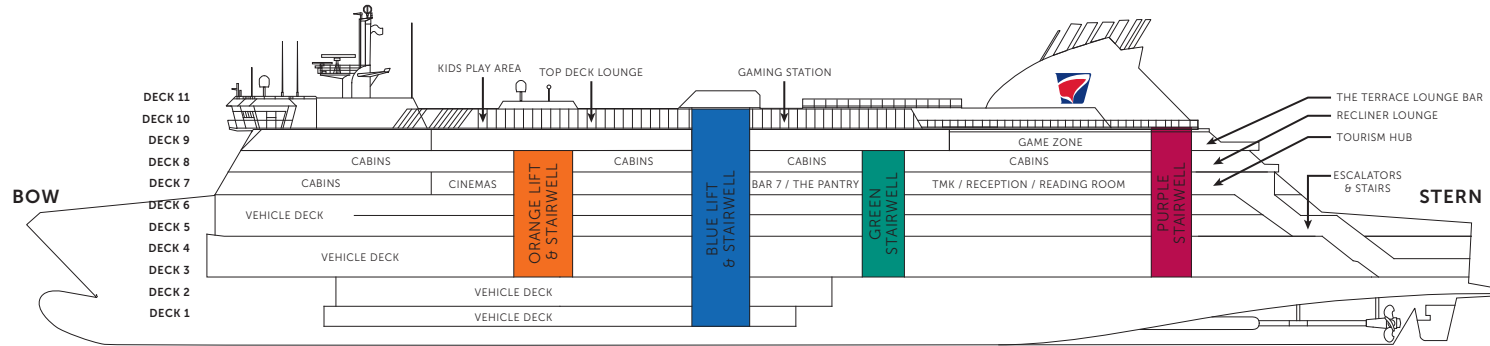 KIDS PLAY AREA
TOP DECK LOUNGE
GAMING STATION
DECK 11
THE TERRACE LOUNGE BAR
DECK 10
RECLINER LOUNGE
DECK 9
GAME ZONE
TOURISM HUB
DECK 8
CABINS
CABINS
CABINS
CABINS
DECK 7
CABINS
CINEMAS
BAR 7 / THE PANTRY
TMK / RECEPTION / READING ROOM
ESCALATORS
& STAIRS
BOW
STERN
DECK 6
VEHICLE DECK
DECK 5
DECK 4
VEHICLE DECK
DECK 3
DECK 2
VEHICLE DECK
DECK 1
VEHICLE DECK
ORANGE LIFT
& STAIRWELL
BLUE LIFT
& STAIRWELL
GREEN
STAIRWELL
PURPLE
STAIRWELL